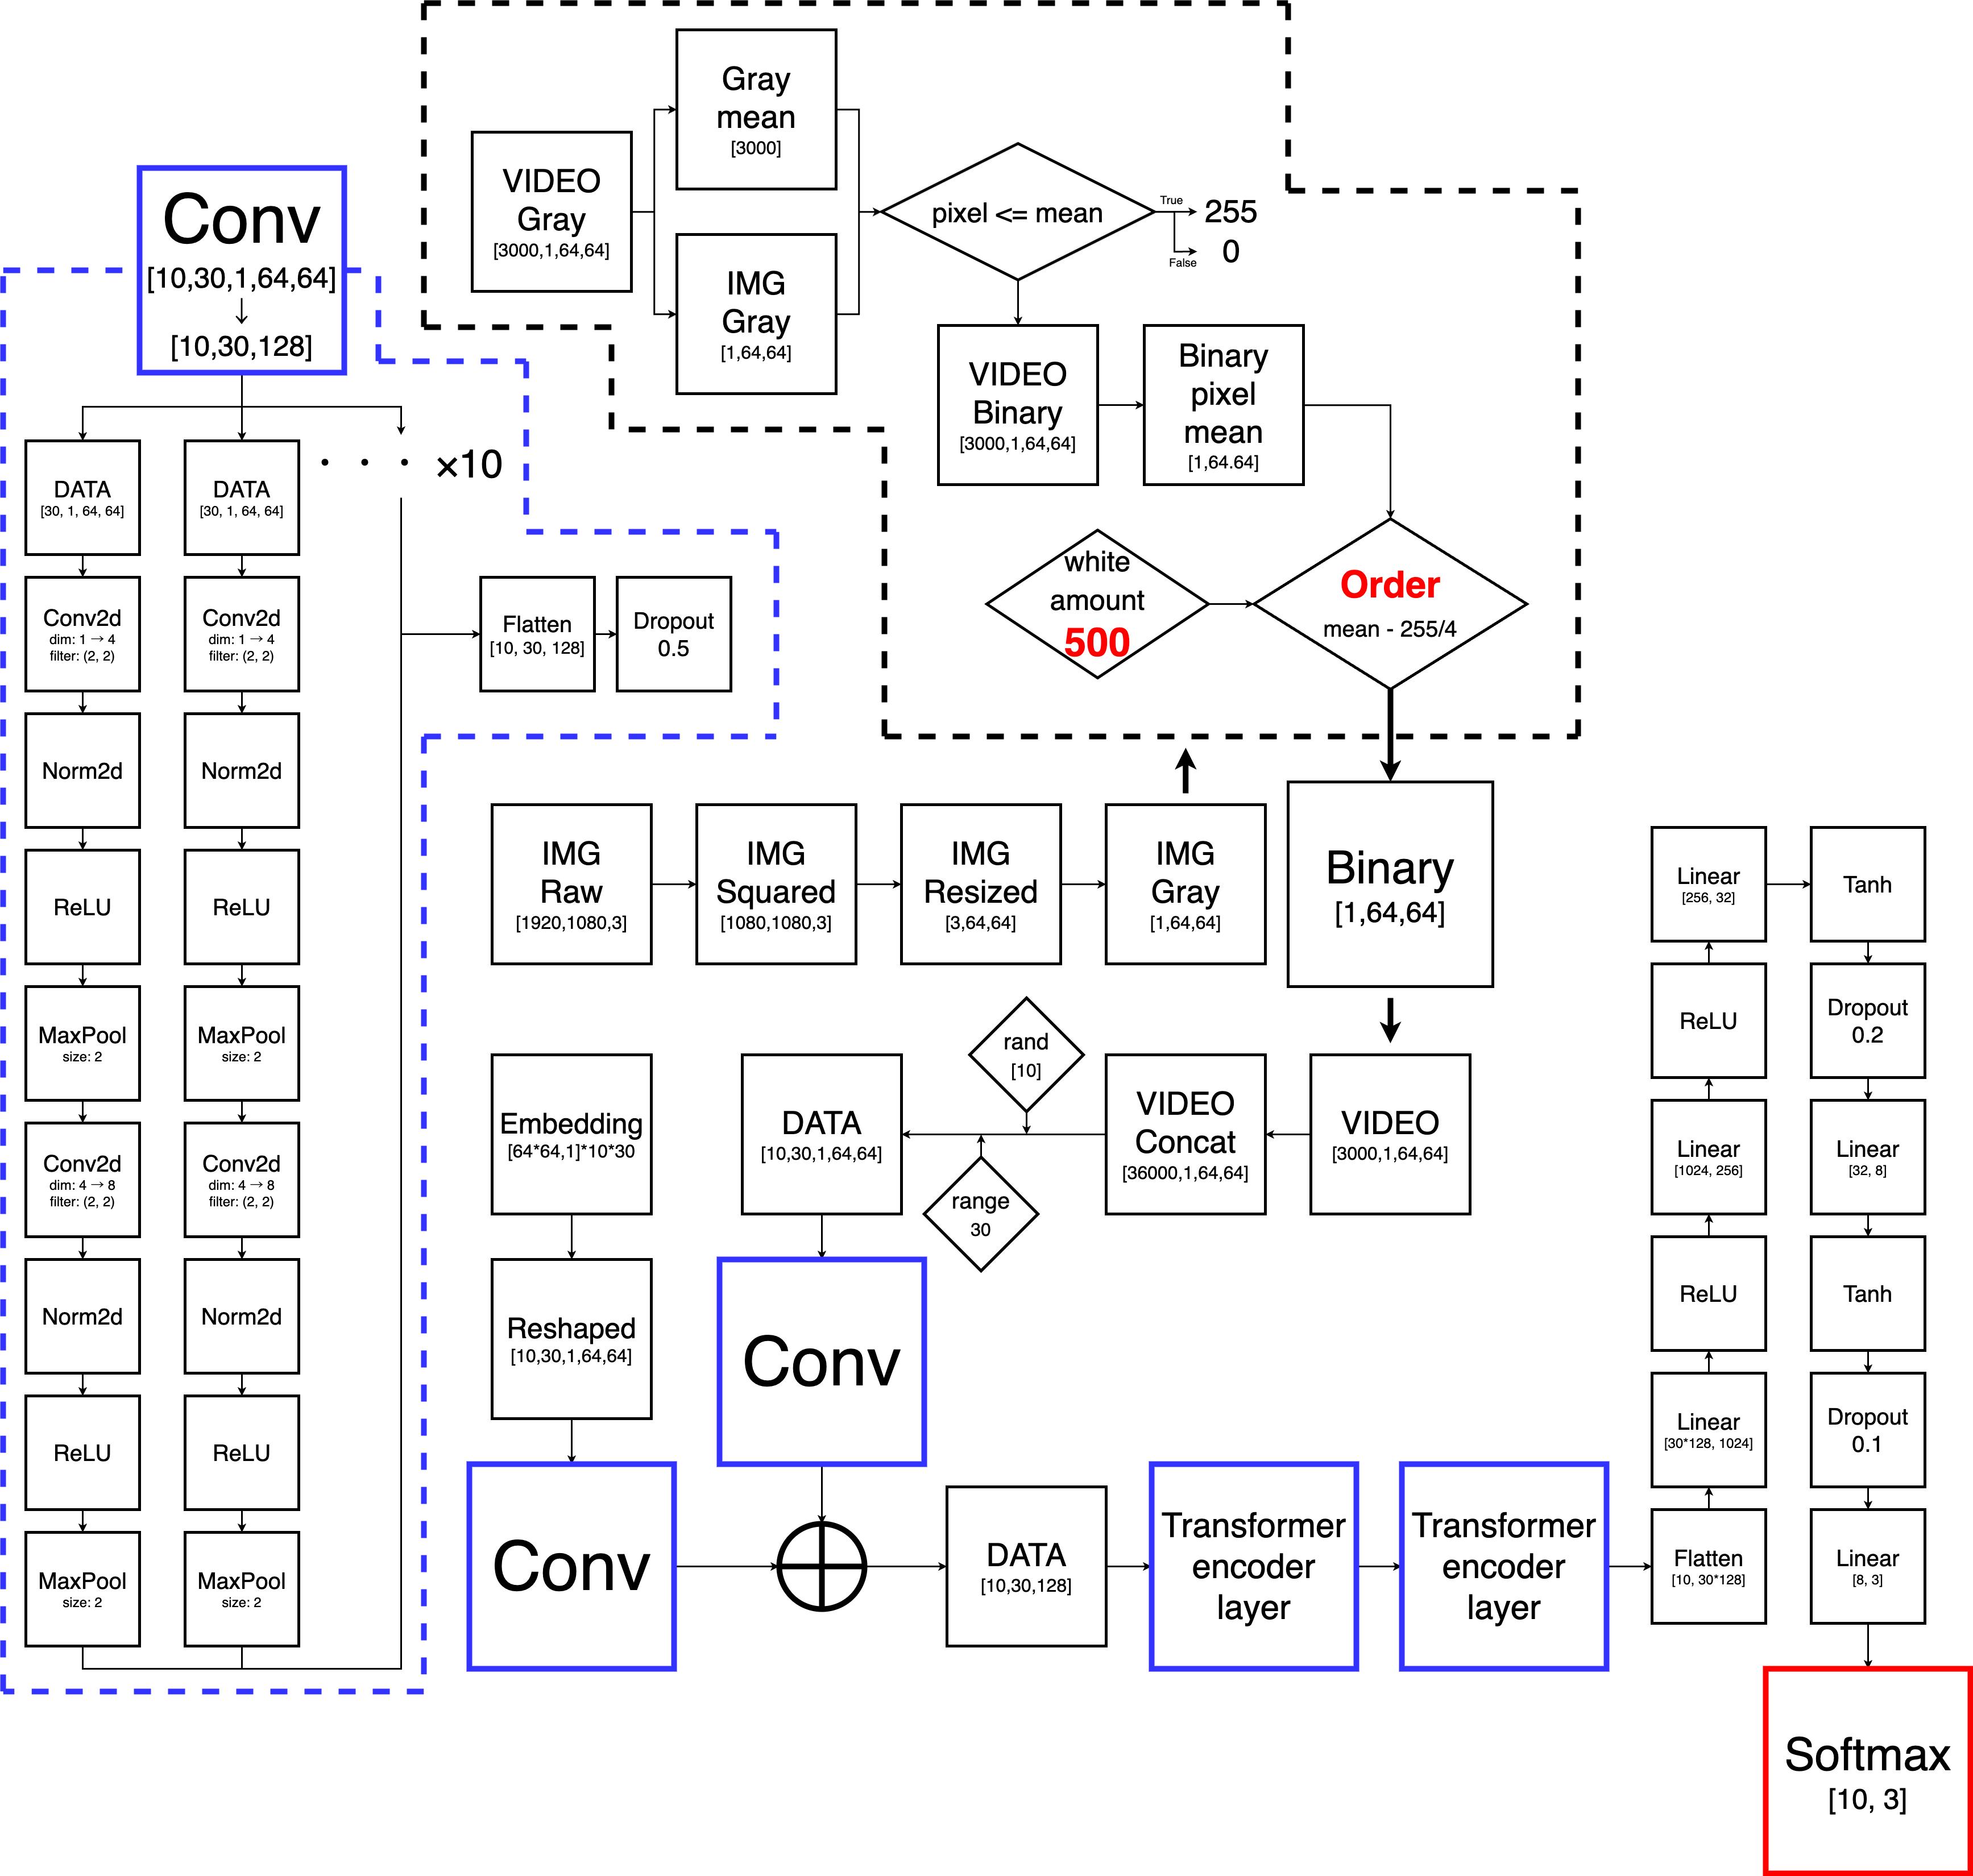 Conv
[10,30,1,64,64]
↓
[10,30,128]
DATA
[30, 1, 64, 64]
Conv2d
dim: 1 → 4
filter: (2, 2)
Norm2d
ReLU
MaxPool
size: 2
Conv2d
dim: 4 → 8
filter: (2, 2)
Norm2d
ReLU
MaxPool
size: 2
DATA
[30, 1, 64, 64]
Conv2d
dim: 1 → 4
filter: (2, 2)
Norm2d
ReLU
MaxPool
size: 2
Conv2d
dim: 4 → 8
filter: (2, 2)
Norm2d
ReLU
MaxPool
size: 2
· · · ×10
Flatten
[10, 30, 128]
Dropout
0.5
VIDEO
Gray
[3000,1,64,64]
Gray
mean
[3000]
IMG
Gray
[1,64,64]
pixel <= mean
True
255
False
0
VIDEO
Binary
[3000,1,64,64]
Binary
pixel
mean
[1,64.64]
white
amount
500
Order
mean - 255/4
IMG
Raw
[1920,1080,3]
IMG
Squared
[1080,1080,3]
IMG
Resized
[3,64,64]
IMG
Gray
[1,64,64]
Binary
[1,64,64]
VIDEO
[3000,1,64,64]
VIDEO
Concat
[36000,1,64,64]
rand
[10]
range
30
DATA
[10,30,1,64,64]
Conv
Embedding
[64*64,1]*10*30
Reshaped
[10,30,1,64,64]
Conv
DATA
[10,30,128]
Transformer
encoder
layer
Transformer
encoder
layer
Flatten
[10, 30*128]
Linear
[30*128, 1024]
ReLU
Linear
[1024, 256]
ReLU
Linear
[256, 32]
Tanh
Dropout
0.2
Linear
[32, 8]
Tanh
Dropout
0.1
Linear
[8, 3]
Softmax
[10, 3]